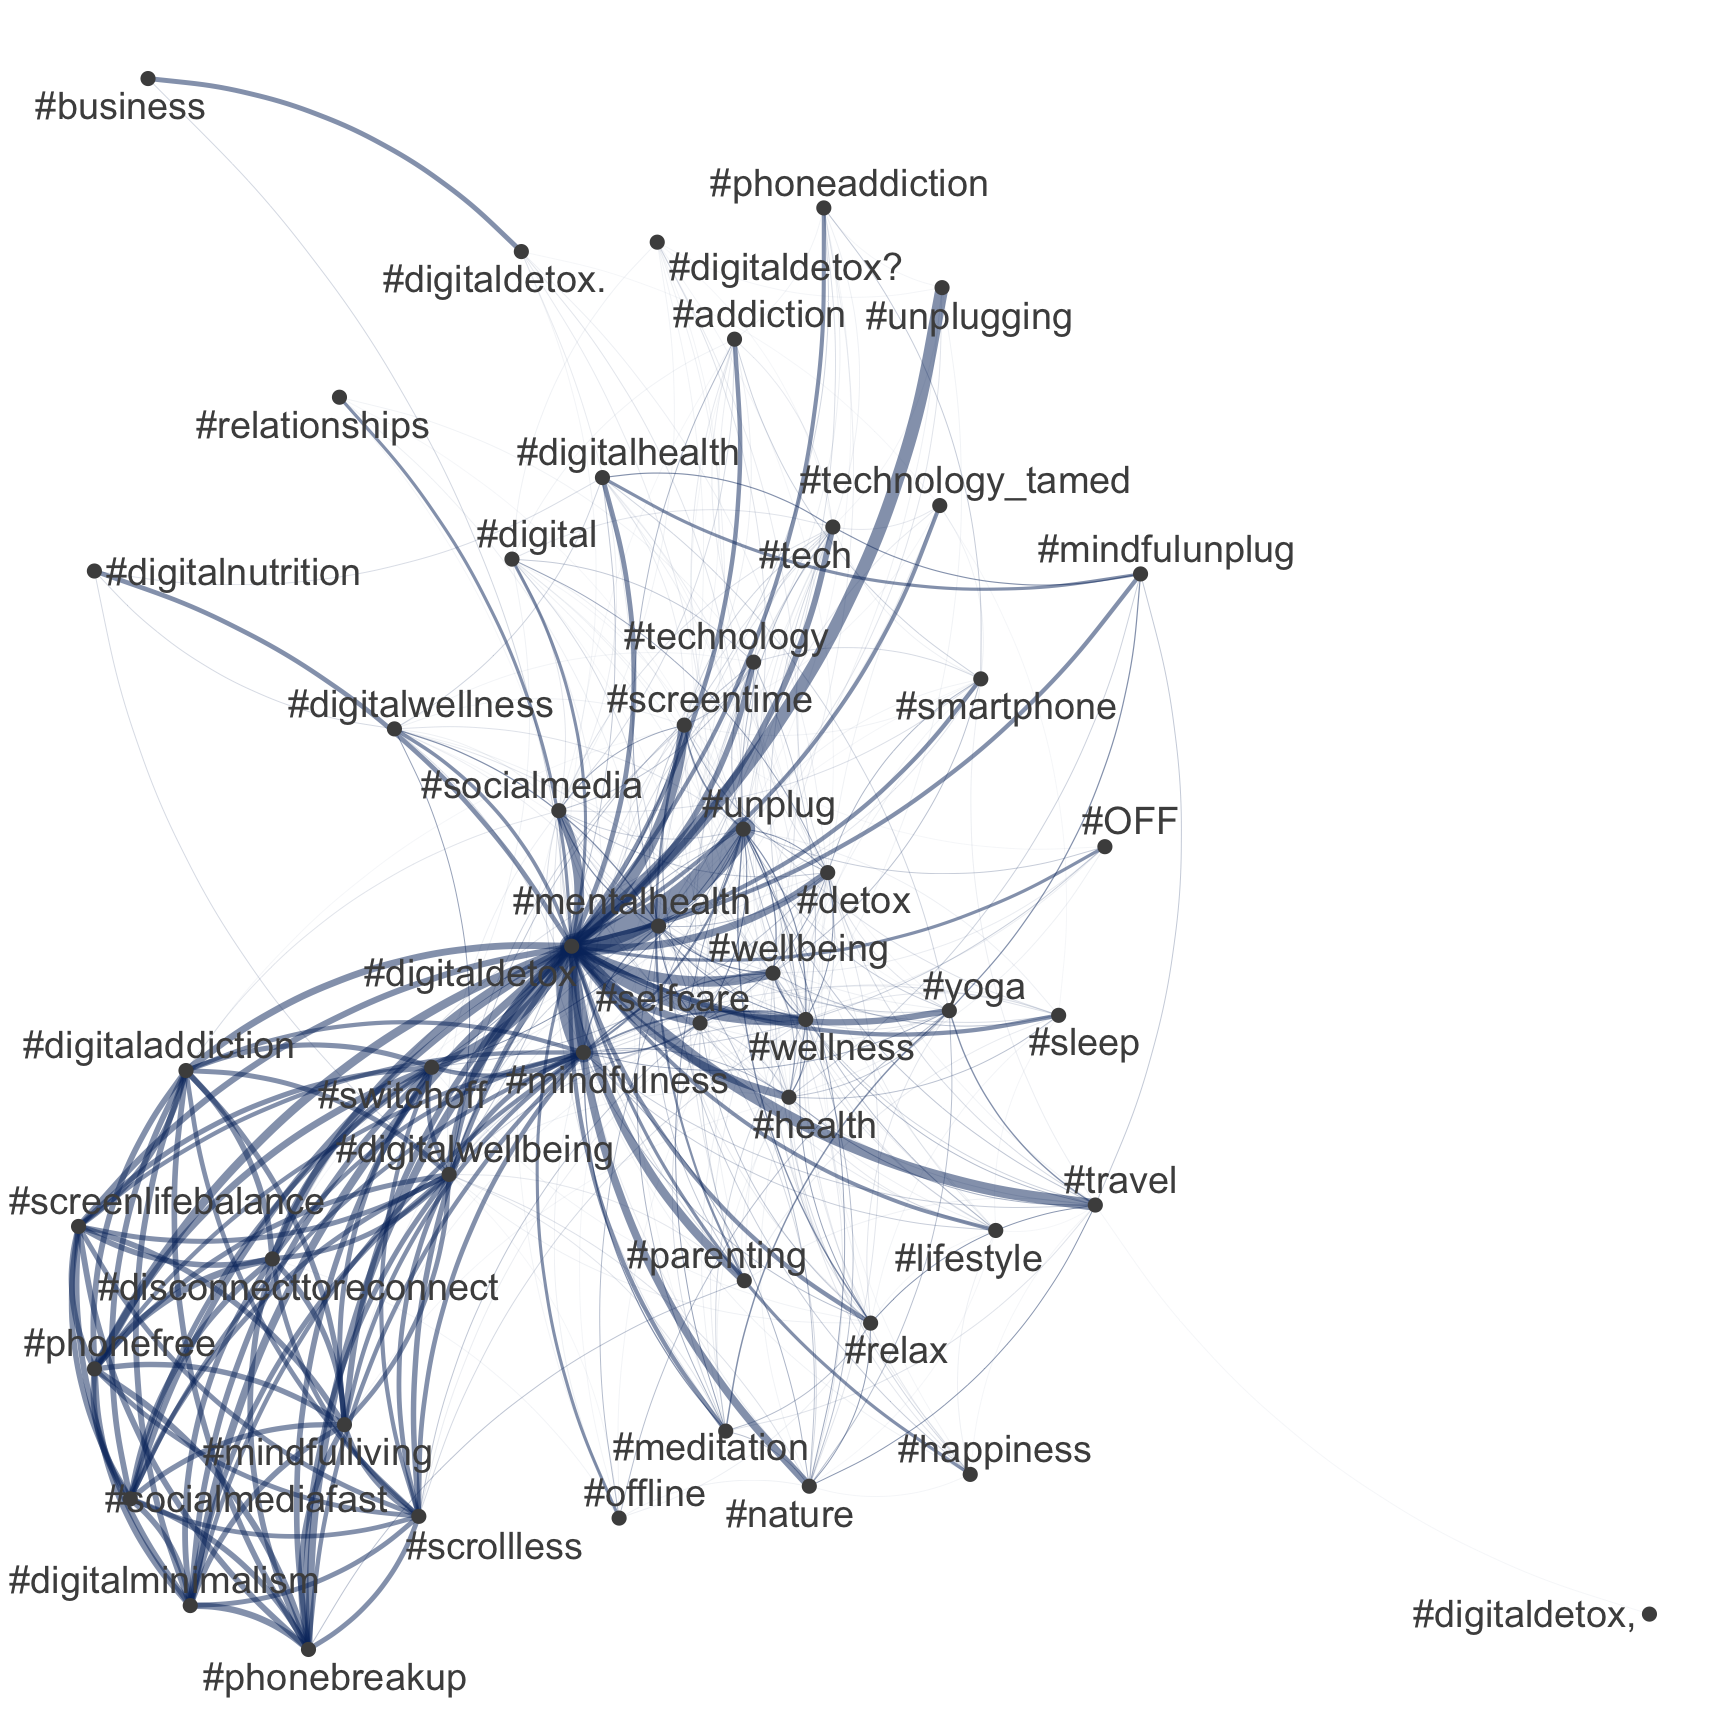 #business
#phoneaddiction
#digitaldetox?
#digitaldetox.
#addiction
#unplugging
#relationships
#digitalhealth
#technology_tamed
#digital
#tech
#mindfulunplug
#digitalnutrition
#technology
#screentime
#digitalwellness
#smartphone
#socialmedia
#unplug
#OFF
#mentalhealth
#detox
#wellbeing
#digitaldetox
#selfcare
#yoga
#digitaladdiction
#wellness
#sleep
#switchoff
#mindfulness
#health
#digitalwellbeing
#travel
#screenlifebalance
#parenting
#lifestyle
#disconnecttoreconnect
#phonefree
#relax
#mindfulliving
#meditation
#happiness
#socialmediafast
#offline
#nature
#scrollless
#digitalminimalism
#digitaldetox,
#phonebreakup